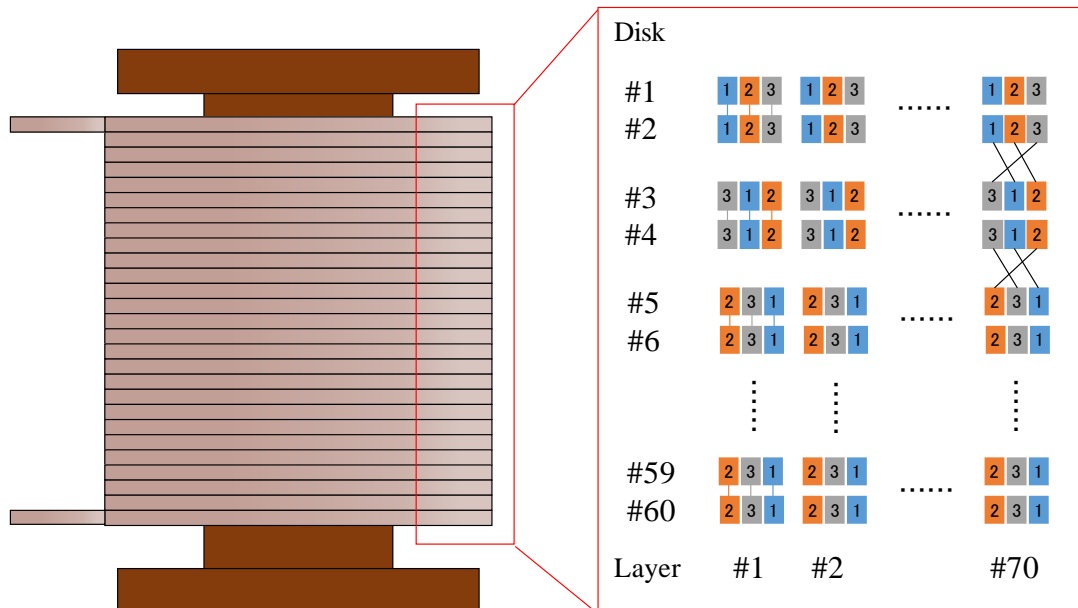 Disk
#1 1 2 3 1 2 3 ...... 1 2 3
#2 1 2 3 1 2 3 1 2 3
#3 3 1 2 3 1 2 ...... 3 1 2
#4 3 1 2 3 1 2 3 1 2
#5 2 3 1 2 3 1 ...... 2 3 1
#6 2 3 1 2 3 1 2 3 1
#59 2 3 1 2 3 1 ...... 2 3 1
#60 2 3 1 2 3 1 2 3 1
Layer #1 #2 #70